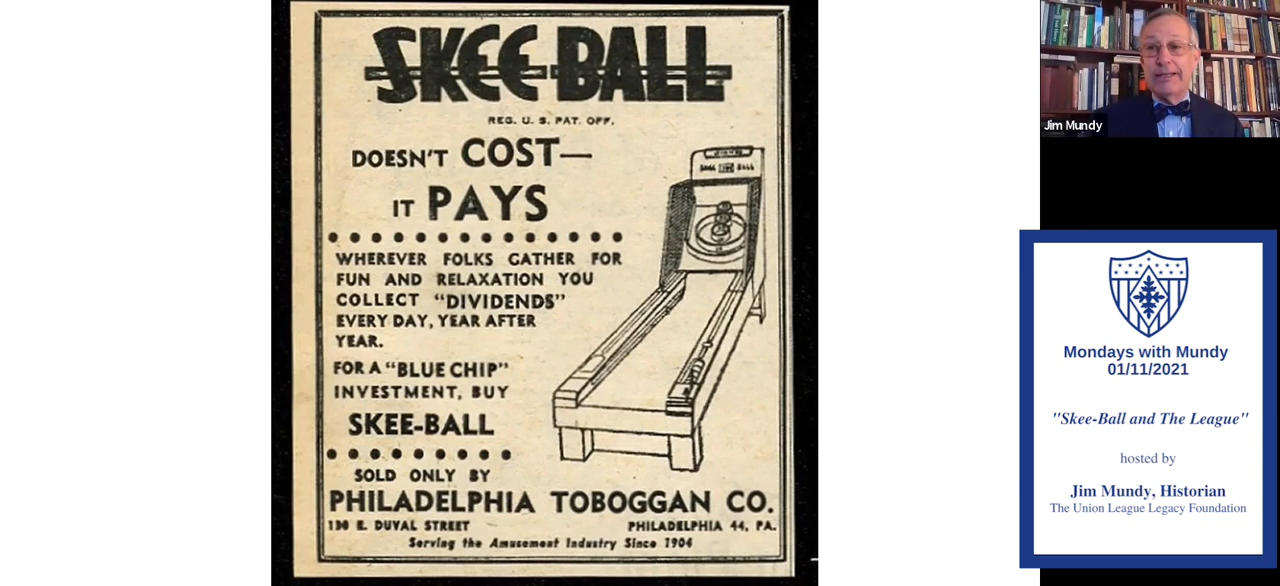 SKEE BALL
REG. U. S. PAT. OFF.
DOESN'T COST—
IT PAYS
WHEREVER FOLKS GATHER FOR
FUN AND RELAXATION YOU
COLLECT "DIVIDENDS"
EVERY DAY, YEAR AFTER
YEAR.
FOR A "BLUE CHIP"
INVESTMENT, BUY
SKEE-BALL
SOLD ONLY BY
PHILADELPHIA TOBOGGAN CO.
130 E. DUVAL STREET PHILADELPHIA 44, PA.
Serving the Amusement Industry Since 1904
Jim Mundy
Mondays with Mundy
01/11/2021
"Skee-Ball and The League"
hosted by
Jim Mundy, Historian
The Union League Legacy Foundation